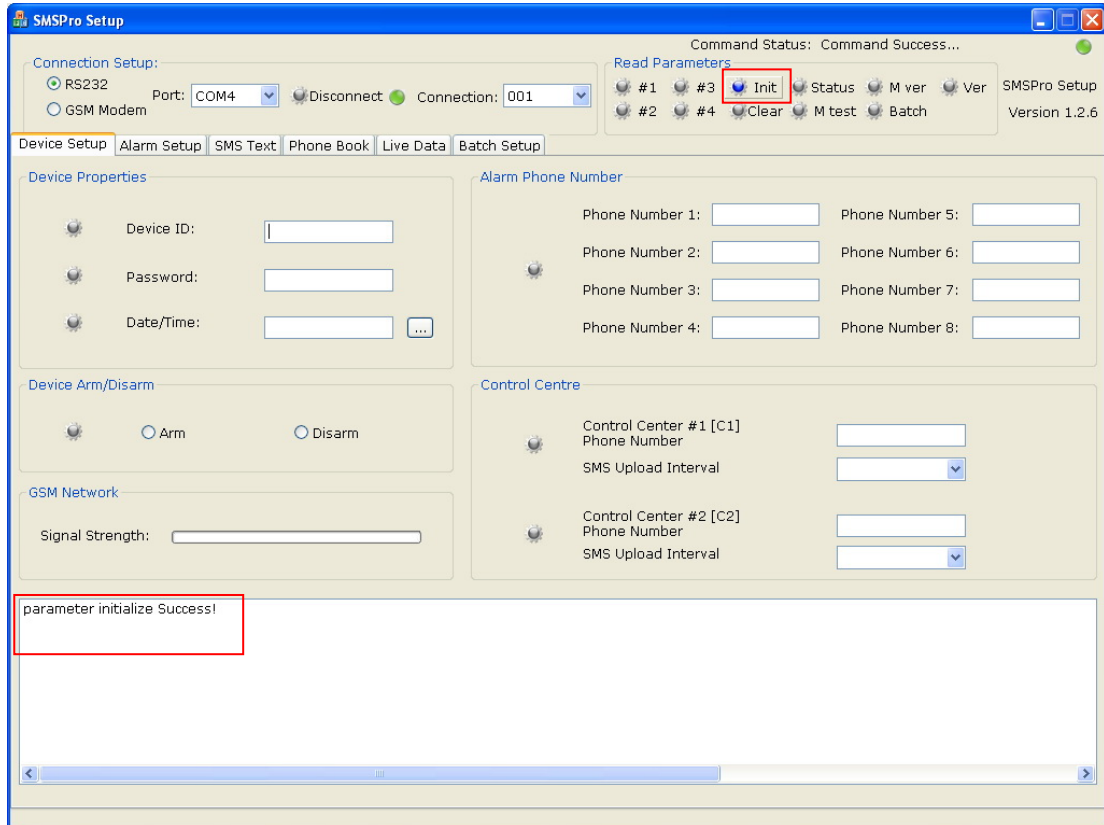 SMSPro Setup
Command Status: Command Success...
Connection Setup:
RS232
GSM Modem
Port: COM4
Disconnect
Connection: 001
Read Parameters
#1 #3 Init Status M ver Ver
#2 #4 Clear M test Batch
SMSPro Setup
Version 1.2.6
Device Setup Alarm Setup SMS Text Phone Book Live Data Batch Setup
Device Properties
Device ID:
Password:
Date/Time:
...
Alarm Phone Number
Phone Number 1: Phone Number 5:
Phone Number 2: Phone Number 6:
Phone Number 3: Phone Number 7:
Phone Number 4: Phone Number 8:
Device Arm/Disarm
Arm Disarm
Control Centre
Control Center #1 [C1]
Phone Number
SMS Upload Interval
Control Center #2 [C2]
Phone Number
SMS Upload Interval
GSM Network
Signal Strength:
parameter initialize Success!